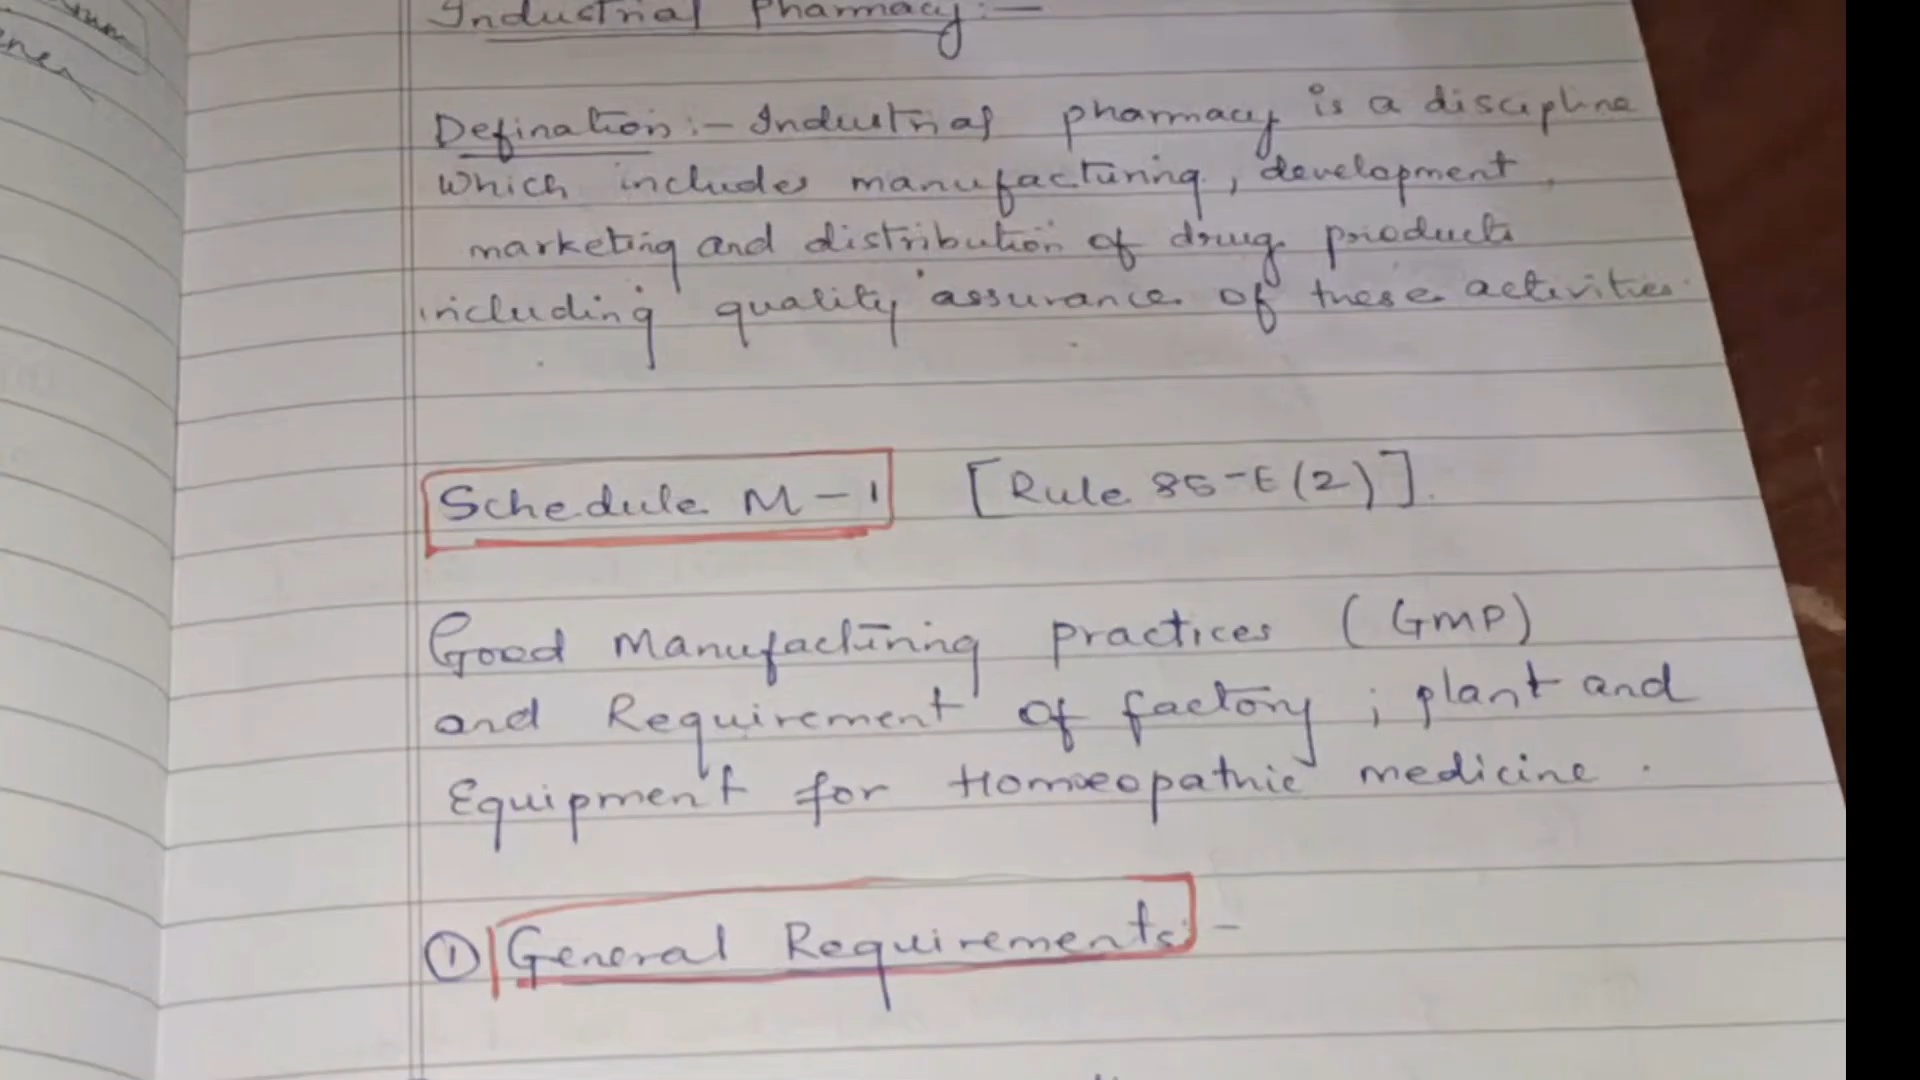 Industrial Pharmacy:-
Defination:- Industrial pharmacy is a discipline
which includes manufacturing, development,
marketing and distribution of drug products
including quality assurance of these activities.
Schedule M-1 [Rule 85-E(2)].
Good Manufacturing practices (GMP)
and Requirement of factory; plant and
Equipment for Homoeopathic medicine.
① General Requirements:-